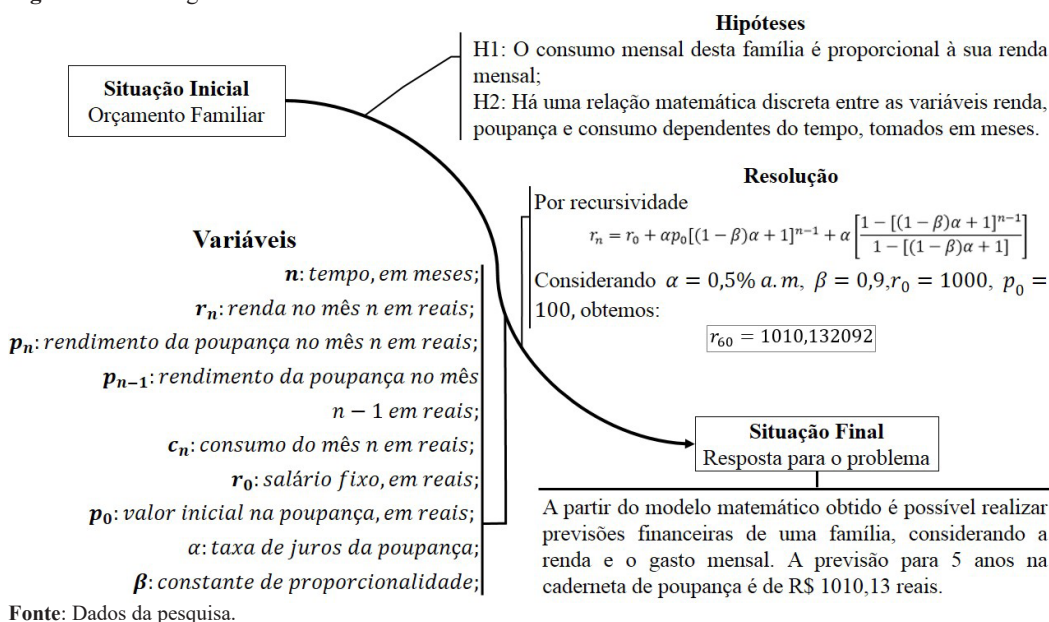 Situação Inicial
Orçamento Familiar
Hipóteses
H1: O consumo mensal desta família é proporcional à sua renda
mensal;
H2: Há uma relação matemática discreta entre as variáveis renda,
poupança e consumo dependentes do tempo, tomados em meses.
Resolução
Por recursividade
r_n = r_0 + αp_0[(1 − β)α + 1]^{n−1} + α[\frac{1 − [(1 − β)α + 1]^{n−1}}{1 − [(1 − β)α + 1]}]
Considerando α = 0,5% a. m, β = 0,9,r_0 = 1000, p_0 =
100, obtemos:
r_{60} = 1010,132092
Variáveis
n: tempo, em meses;
r_n: renda no mês n em reais;
p_n: rendimento da poupança no mês n em reais;
p_{n−1}: rendimento da poupança no mês
n − 1 em reais;
c_n: consumo do mês n em reais;
r_0: salário fixo, em reais;
p_0: valor inicial na poupança, em reais;
α: taxa de juros da poupança;
β: constante de proporcionalidade;
Situação Final
Resposta para o problema
A partir do modelo matemático obtido é possível realizar
previsões financeiras de uma família, considerando a
renda e o gasto mensal. A previsão para 5 anos na
caderneta de poupança é de R$ 1010,13 reais.
Fonte: Dados da pesquisa.